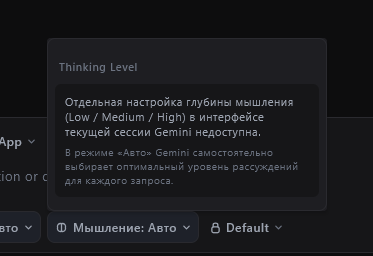 Thinking Level
Отдельная настройка глубины мышления
(Low / Medium / High) в интерфейсе
текущей сессии Gemini недоступна.
В режиме «Авто» Gemini самостоятельно
выбирает оптимальный уровень рассуждений
для каждого запроса.
App
tion or
вто
Мышление: Авто
Default